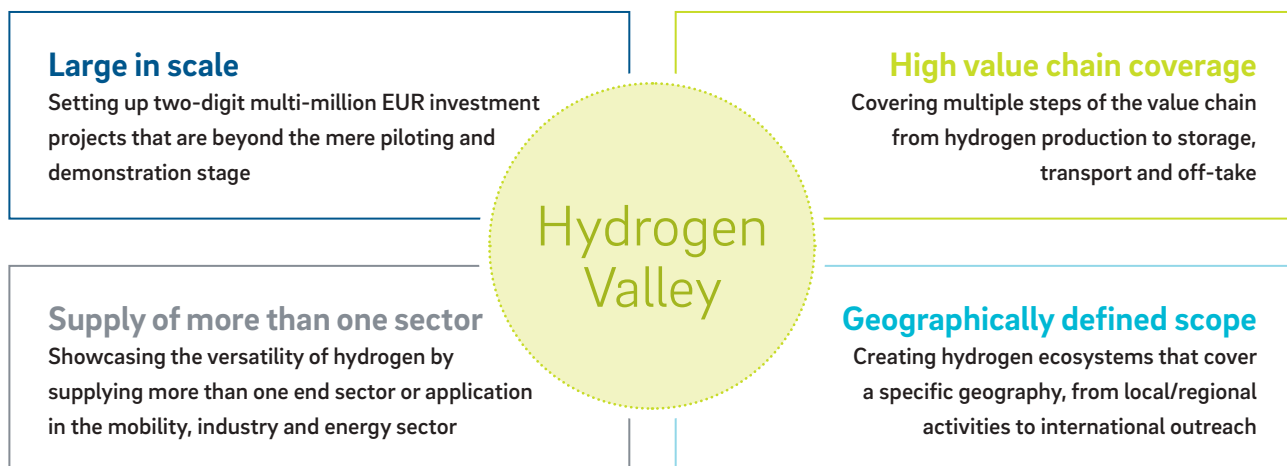 Large in scale
Setting up two-digit multi-million EUR investment
projects that are beyond the mere piloting and
demonstration stage
High value chain coverage
Covering multiple steps of the value chain
from hydrogen production to storage,
transport and off-take
Hydrogen
Valley
Supply of more than one sector
Showcasing the versatility of hydrogen by
supplying more than one end sector or application
in the mobility, industry and energy sector
Geographically defined scope
Creating hydrogen ecosystems that cover
a specific geography, from local/regional
activities to international outreach